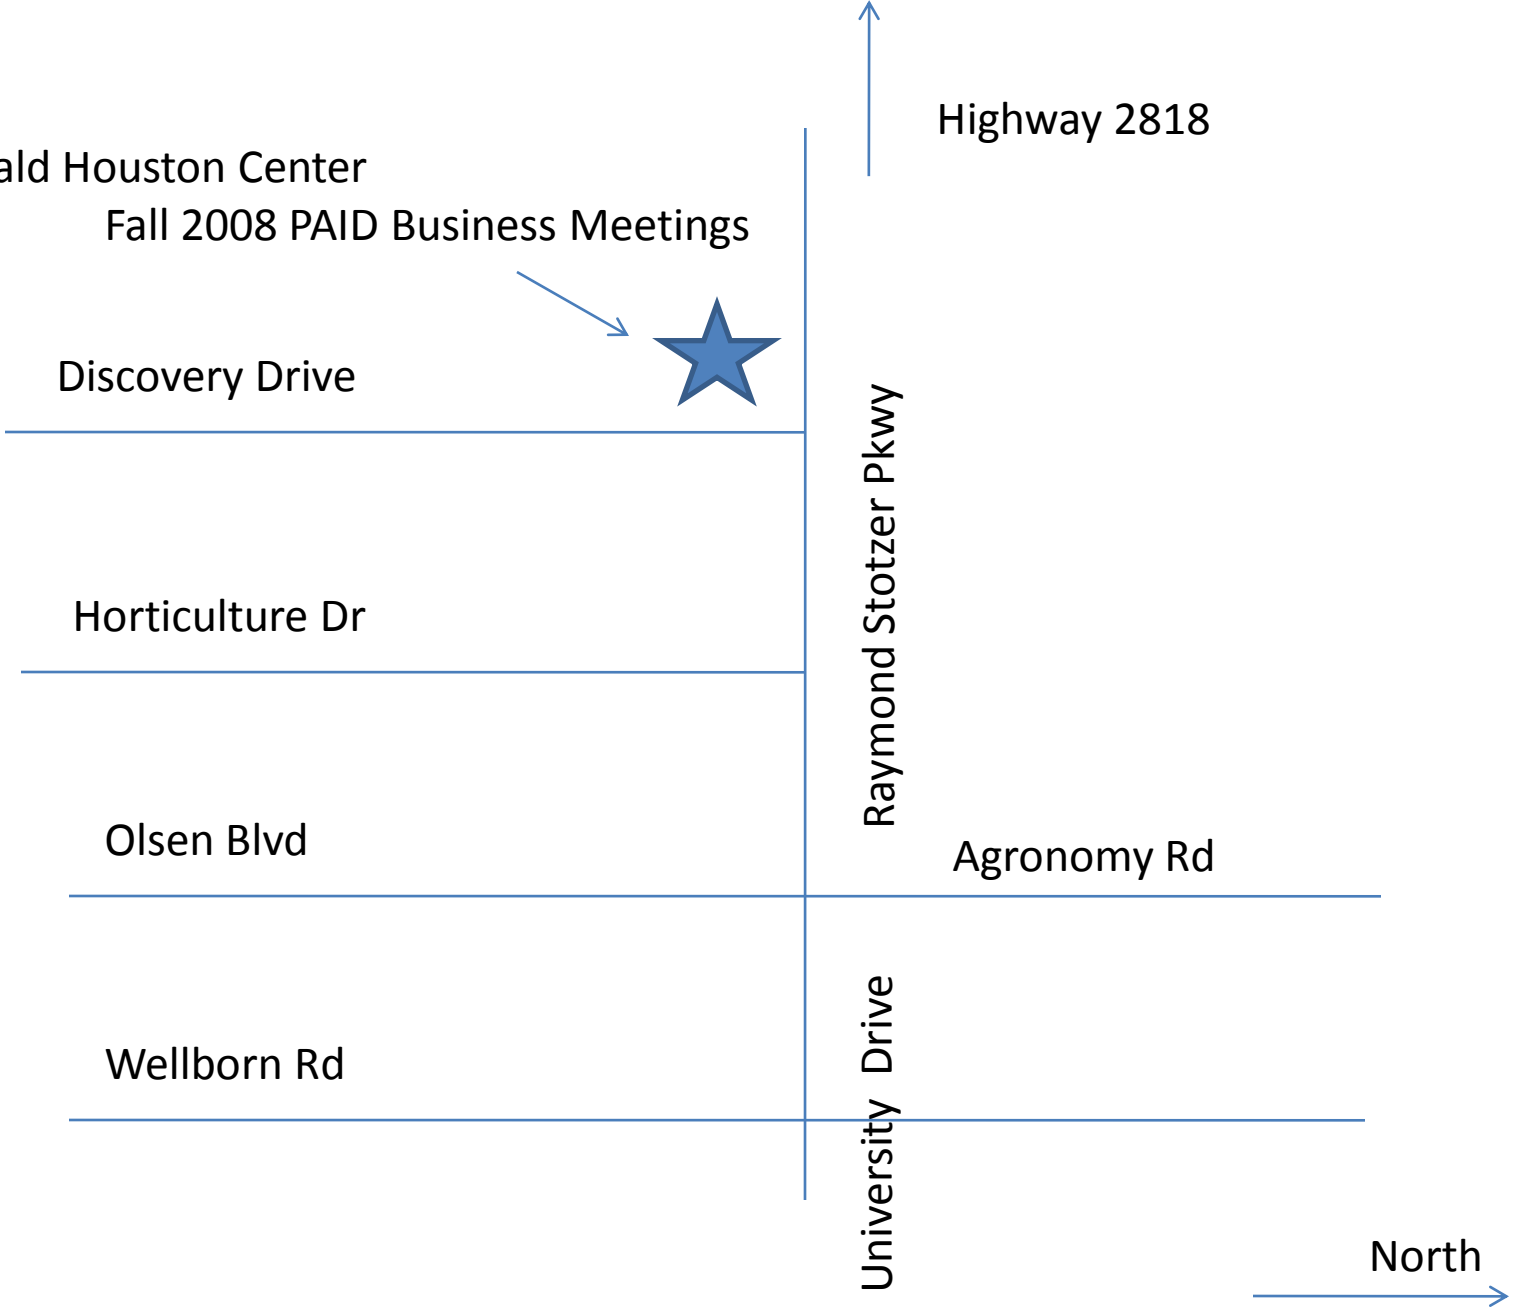 Highway 2818
ald Houston Center
Fall 2008 PAID Business Meetings
Discovery Drive
Raymond Stotzer Pkwy
Horticulture Dr
Olsen Blvd
Agronomy Rd
University Drive
Wellborn Rd
North